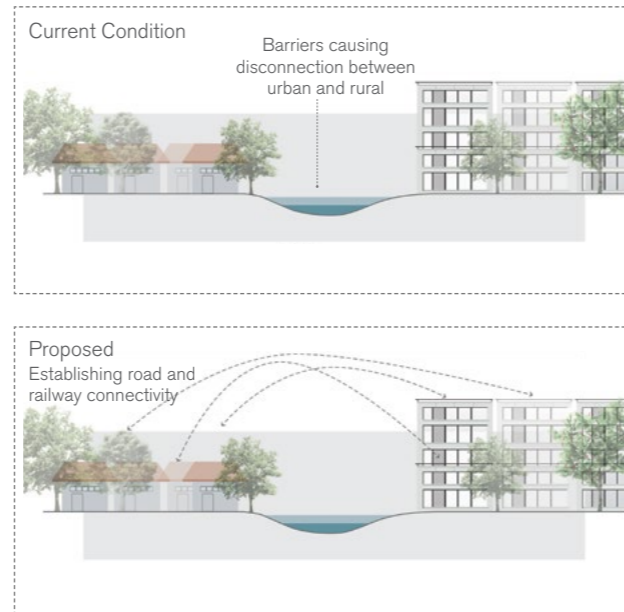 Current Condition
Barriers causing
disconnection between
urban and rural
Proposed
Establishing road and
railway connectivity